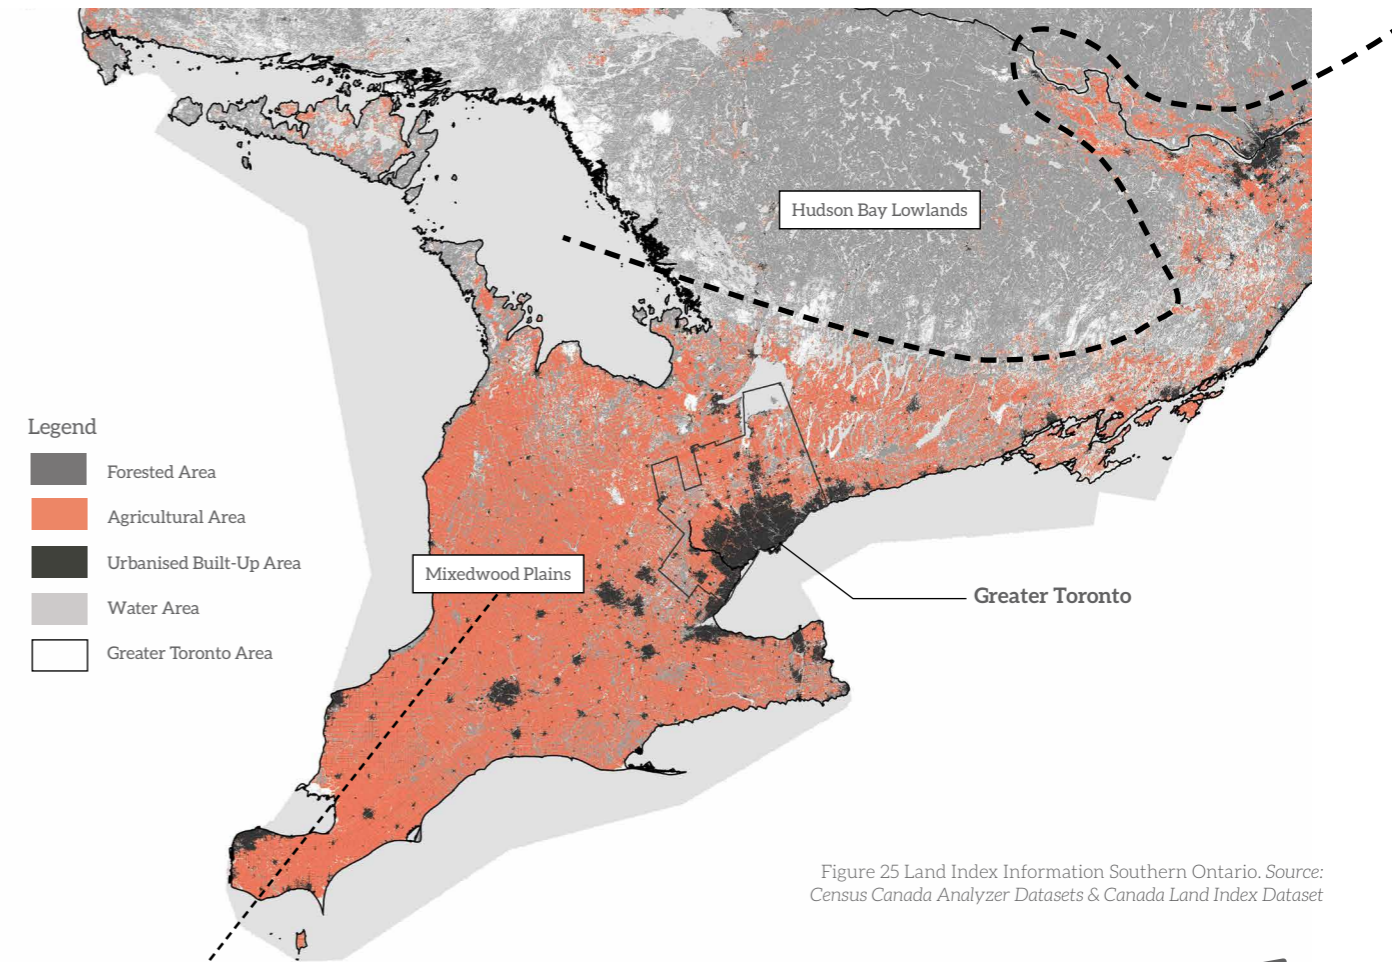 Hudson Bay Lowlands
Legend
Forested Area
Agricultural Area
Urbanised Built-Up Area
Water Area
Greater Toronto Area
Mixedwood Plains
Greater Toronto
Figure 25 Land Index Information Southern Ontario. Source:
Census Canada Analyzer Datasets & Canada Land Index Dataset